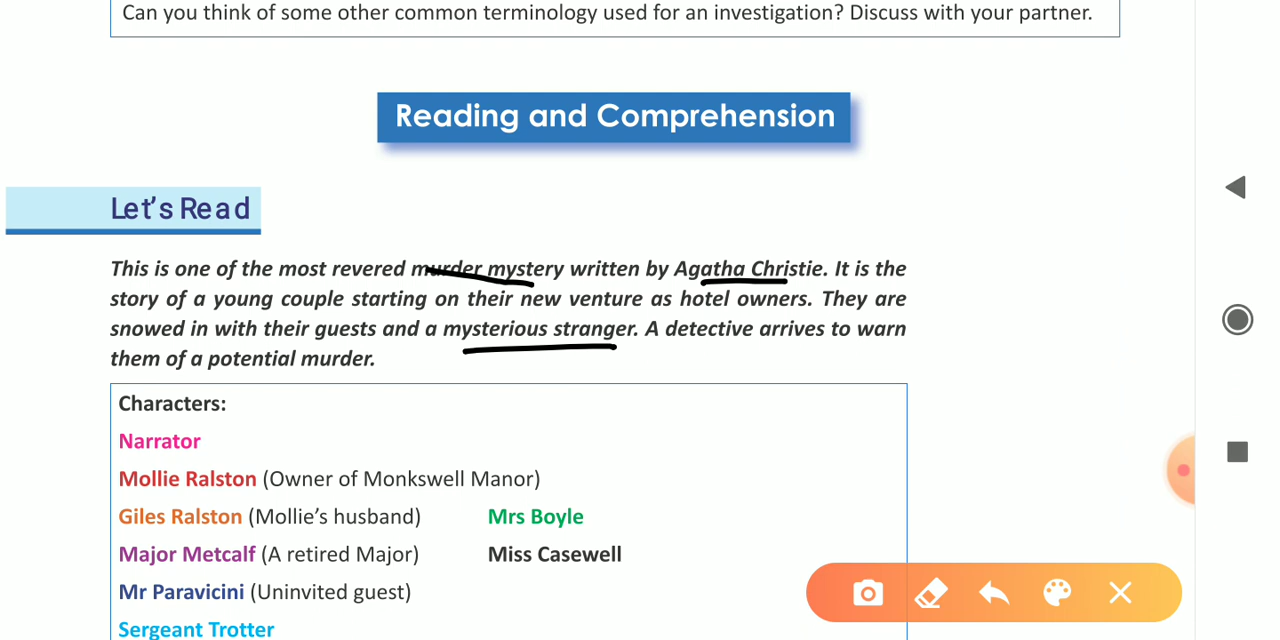 Can you think of some other common terminology used for an investigation? Discuss with your partner.
Reading and Comprehension
Let's Read
This is one of the most revered murder mystery written by Agatha Christie. It is the
story of a young couple starting on their new venture as hotel owners. They are
snowed in with their guests and a mysterious stranger. A detective arrives to warn
them of a potential murder.
Characters:
Narrator
Mollie Ralston (Owner of Monkswell Manor)
Giles Ralston (Mollie's husband) Mrs Boyle
Major Metcalf (A retired Major) Miss Casewell
Mr Paravicini (Uninvited guest)
Sergeant Trotter